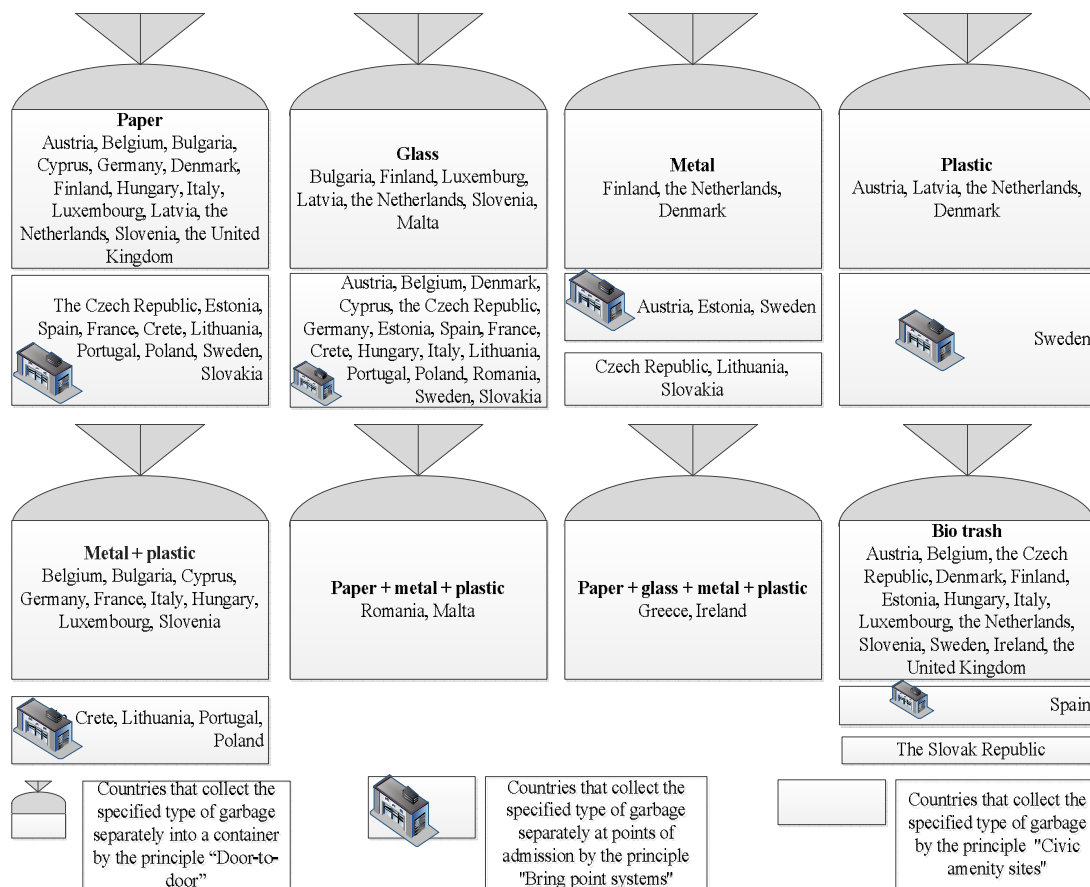 Paper
Austria, Belgium, Bulgaria,
Cyprus, Germany, Denmark,
Finland, Hungary, Italy,
Luxembourg, Latvia, the
Netherlands, Slovenia, the United
Kingdom
Glass
Bulgaria, Finland, Luxemburg,
Latvia, the Netherlands, Slovenia,
Malta
Metal
Finland, the Netherlands,
Denmark
Plastic
Austria, Latvia, the Netherlands,
Denmark
The Czech Republic, Estonia,
Spain, France, Crete, Lithuania,
Portugal, Poland, Sweden,
Slovakia
Austria, Belgium, Denmark,
Cyprus, the Czech Republic,
Germany, Estonia, Spain, France,
Crete, Hungary, Italy, Lithuania,
Portugal, Poland, Romania,
Sweden, Slovakia
Austria, Estonia, Sweden
Czech Republic, Lithuania,
Slovakia
Sweden
Metal + plastic
Belgium, Bulgaria, Cyprus,
Germany, France, Italy, Hungary,
Luxembourg, Slovenia
Paper + metal + plastic
Romania, Malta
Paper + glass + metal + plastic
Greece, Ireland
Bio trash
Austria, Belgium, the Czech
Republic, Denmark, Finland,
Estonia, Hungary, Italy,
Luxembourg, the Netherlands,
Slovenia, Sweden, Ireland, the
United Kingdom
Crete, Lithuania, Portugal,
Poland
Spain
The Slovak Republic
Countries that collect the
specified type of garbage
separately into a container
by the principle “Door-to-
door”
Countries that collect the
specified type of garbage
separately at points of
admission by the principle
"Bring point systems"
Countries that collect the
specified type of garbage
by the principle "Civic
amenity sites"